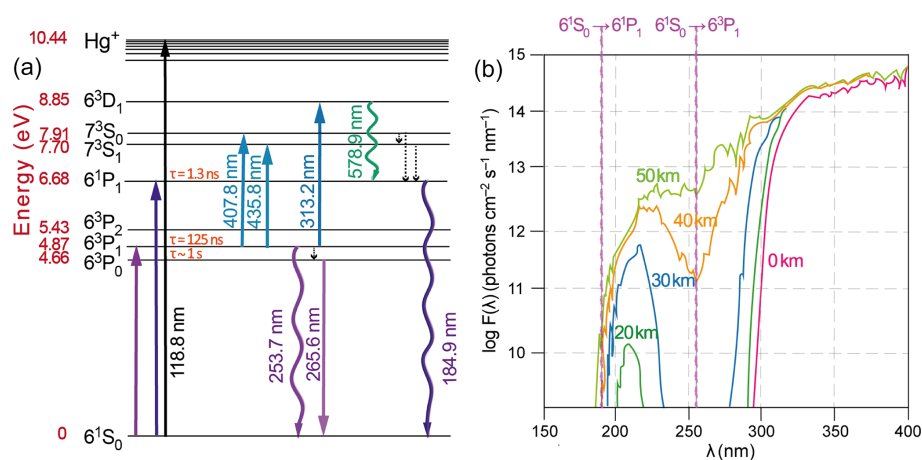 (a)
Energy (eV)
10.44 Hg⁺
8.85 6³D₁
7.91 7³S₀
7.70 7³S₁
6.68 6¹P₁
5.43 6³P₂
4.87 6³P₁
4.66 6³P₀
0 6¹S₀
τ = 1.3 ns
τ = 125 ns
τ ~ 1 s
118.8 nm
407.8 nm
435.8 nm
313.2 nm
578.9 nm
253.7 nm
265.6 nm
184.9 nm
6¹S₀ → 6¹P₁ 6¹S₀ → 6³P₁
(b)
log F(λ) (photons cm⁻² s⁻¹ nm⁻¹)
15
14
13
12
11
10
50 km
40 km
30 km
20 km
0 km
150 200 250 300 350 400
λ (nm)